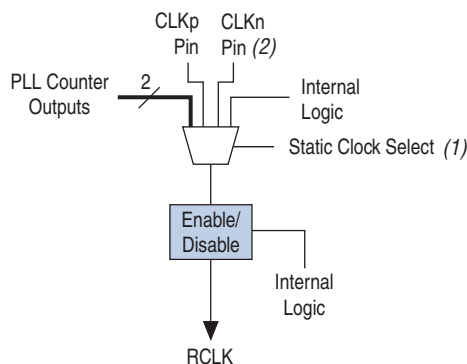 CLKp
Pin
CLKn
Pin (2)
PLL Counter
Outputs
2
Internal
Logic
Static Clock Select (1)
Enable/
Disable
Internal
Logic
RCLK